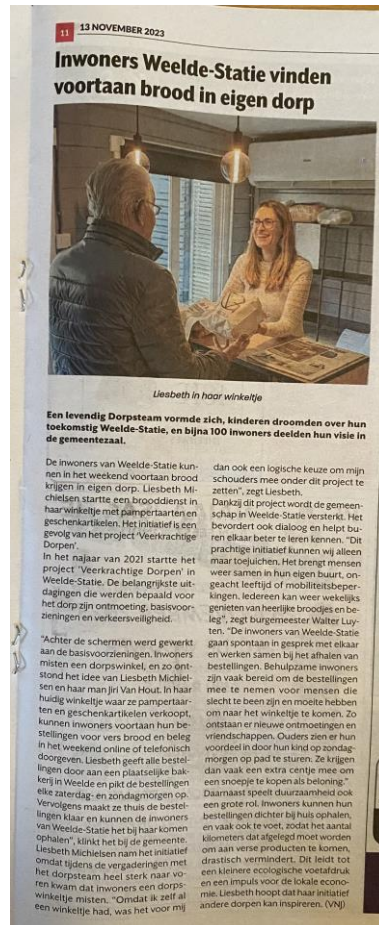 11 13 NOVEMBER 2023
Inwoners Weelde-Statie vinden
voortaan brood in eigen dorp
Liesbeth in haar winkeltje
Een levendig Dorpsteam vormde zich, kinderen droomden over hun
toekomstig Weelde-Statie, en bijna 100 inwoners deelden hun visie in
de gemeentezaal.
De inwoners van Weelde-Statie kun-
nen in het weekend voortaan brood
krijgen in eigen dorp. Liesbeth Mi-
chielsen startte een brooddienst in
haar winkeltje met pampertaarten en
geschenkartikelen. Het initiatief is een
gevolg van het project 'Veerkrachtige
Dorpen'.
In het najaar van 2021 startte het
project 'Veerkrachtige Dorpen' in
Weelde-Statie. De belangrijkste uit-
dagingen die werden bepaald voor
het dorp zijn ontmoeting, basisvoor-
zieningen en verkeersveiligheid.
"Achter de schermen werd gewerkt
aan de basisvoorzieningen. Inwoners
misten een dorpswinkel, en zo ont-
stond het idee van Liesbeth Michiel-
sen en haar man Jiri Van Hout. In haar
huidig winkeltje waar ze pampertaar-
ten en geschenkartikelen verkoopt,
kunnen inwoners voortaan hun be-
stellingen voor vers brood en beleg
in het weekend online of telefonisch
doorgeven. Liesbeth geeft alle bestel-
lingen door aan een plaatselijke bak-
kerij in Weelde en pikt de bestellingen
elke zaterdag- en zondagmorgen op.
Vervolgens maakt ze thuis de bestel-
lingen klaar en kunnen de inwoners
van Weelde-Statie het bij haar komen
ophalen", klinkt het bij de gemeente.
Liesbeth Michielsen nam het initiatief
omdat tijdens de vergaderingen met
het dorpsteam heel sterk naar vo-
ren kwam dat inwoners een dorps-
winkeltje misten. "Omdat ik zelf al
een winkeltje had, was het voor mij
dan ook een logische keuze om mijn
schouders mee onder dit project te
zetten", zegt Liesbeth.
Dankzij dit project wordt de gemeen-
schap in Weelde-Statie versterkt. Het
bevordert ook dialoog en helpt bu-
ren elkaar beter te leren kennen. "Dit
prachtige initiatief kunnen wij alleen
maar toejuichen. Het brengt mensen
weer samen in hun eigen buurt, on-
geacht leeftijd of mobiliteitsbeper-
kingen. Iedereen kan weer wekelijks
genieten van heerlijke broodjes en be-
leg", zegt burgemeester Walter Luy-
ten. "De inwoners van Weelde-Statie
gaan spontaan in gesprek met elkaar
en werken samen bij het afhalen van
bestellingen. Behulpzame inwoners
zijn vaak bereid om de bestellingen
mee te nemen voor mensen die
slecht te been zijn en moeite hebben
om naar het winkeltje te komen. Zo
ontstaan er nieuwe ontmoetingen en
vriendschappen. Ouders zien er hun
voordeel in door hun kind op zondag-
morgen op pad te sturen. Ze krijgen
dan vaak een extra centje mee om
een snoepje te kopen als beloning."
Daarnaast speelt duurzaamheid ook
een grote rol. Inwoners kunnen hun
bestellingen dichter bij huis ophalen,
en vaak ook te voet, zodat het aantal
kilometers dat afgelegd moet worden
om aan verse producten te komen,
drastisch vermindert. Dit leidt tot
een kleinere ecologische voetafdruk
en een impuls voor de lokale econo-
mie. Liesbeth hoopt dat haar initiatief
andere dorpen kan inspireren. (VNJ)